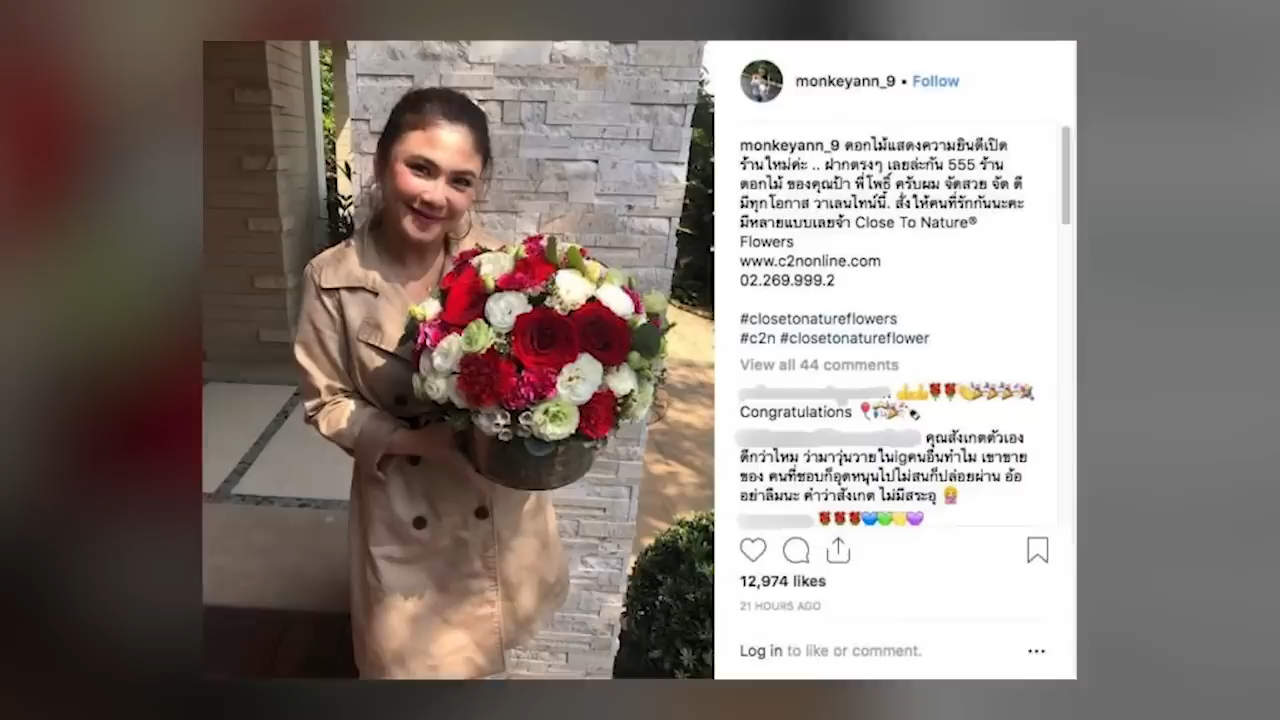 monkeyann_9 • Follow
monkeyann_9 ดอกไม้แสดงความยินดีเปิด
ร้านใหม่ค่ะ .. ฝากตรงๆ เลยล่ะกัน 555 ร้าน
ดอกไม้ ของคุณป้า พี่โพธิ์ ครับผม จัดสวย จัด ดี
มีทุกโอกาส วาเลนไทน์นี้. สั่งให้คนที่รักกันนะคะ
มีหลายแบบเลยจ้า Close To Nature®
Flowers
www.c2nonline.com
02.269.999.2
#closetonatureflowers
#c2n #closetonatureflower
View all 44 comments
Congratulations
คุณสังเกตตัวเอง
ดีกว่าไหม ว่ามาวุ่นวายในigคนอื่นทำไม เขาขาย
ของ คนที่ชอบก็อุดหนุนไปไม่สนก็ปล่อยผ่าน อ้อ
อย่าลืมนะ คำว่าสังเกต ไม่มีสระอุ
12,974 likes
21 HOURS AGO
Log in to like or comment.